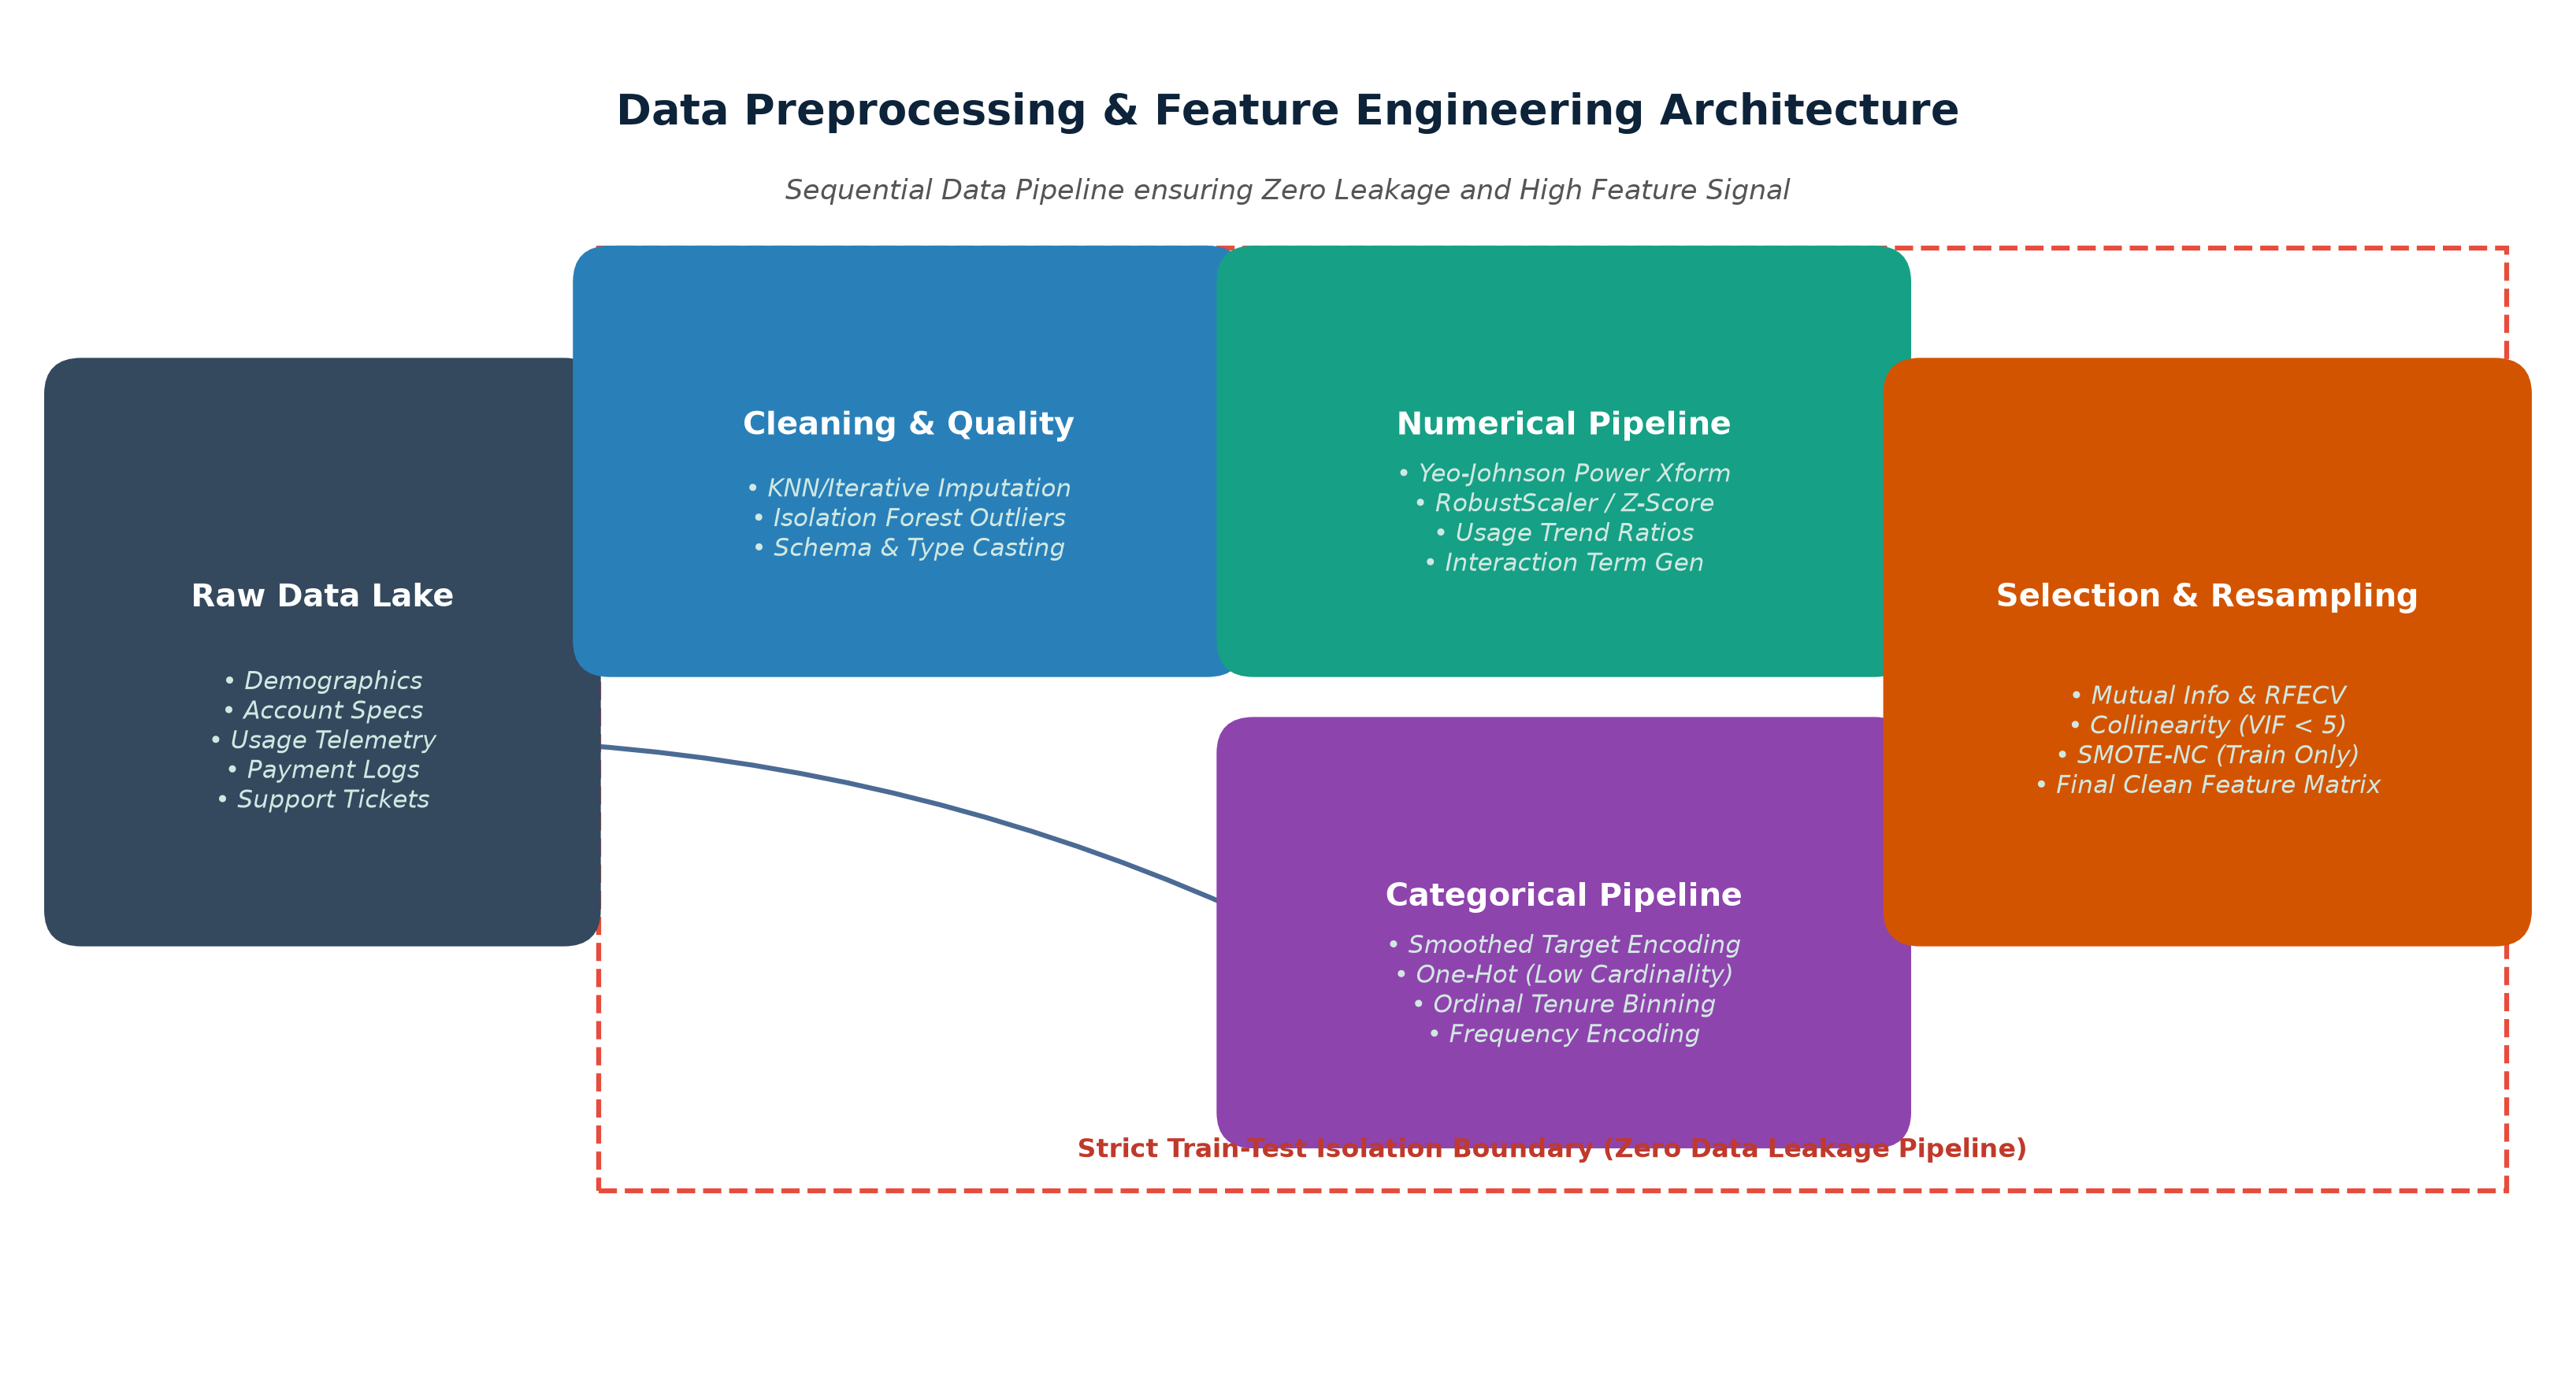 Data Preprocessing & Feature Engineering Architecture
Sequential Data Pipeline ensuring Zero Leakage and High Feature Signal
Raw Data Lake
• Demographics
• Account Specs
• Usage Telemetry
• Payment Logs
• Support Tickets
Cleaning & Quality
• KNN/Iterative Imputation
• Isolation Forest Outliers
• Schema & Type Casting
Numerical Pipeline
• Yeo-Johnson Power Xform
• RobustScaler / Z-Score
• Usage Trend Ratios
• Interaction Term Gen
Categorical Pipeline
• Smoothed Target Encoding
• One-Hot (Low Cardinality)
• Ordinal Tenure Binning
• Frequency Encoding
Selection & Resampling
• Mutual Info & RFECV
• Collinearity (VIF < 5)
• SMOTE-NC (Train Only)
• Final Clean Feature Matrix
Strict Train-Test Isolation Boundary (Zero Data Leakage Pipeline)